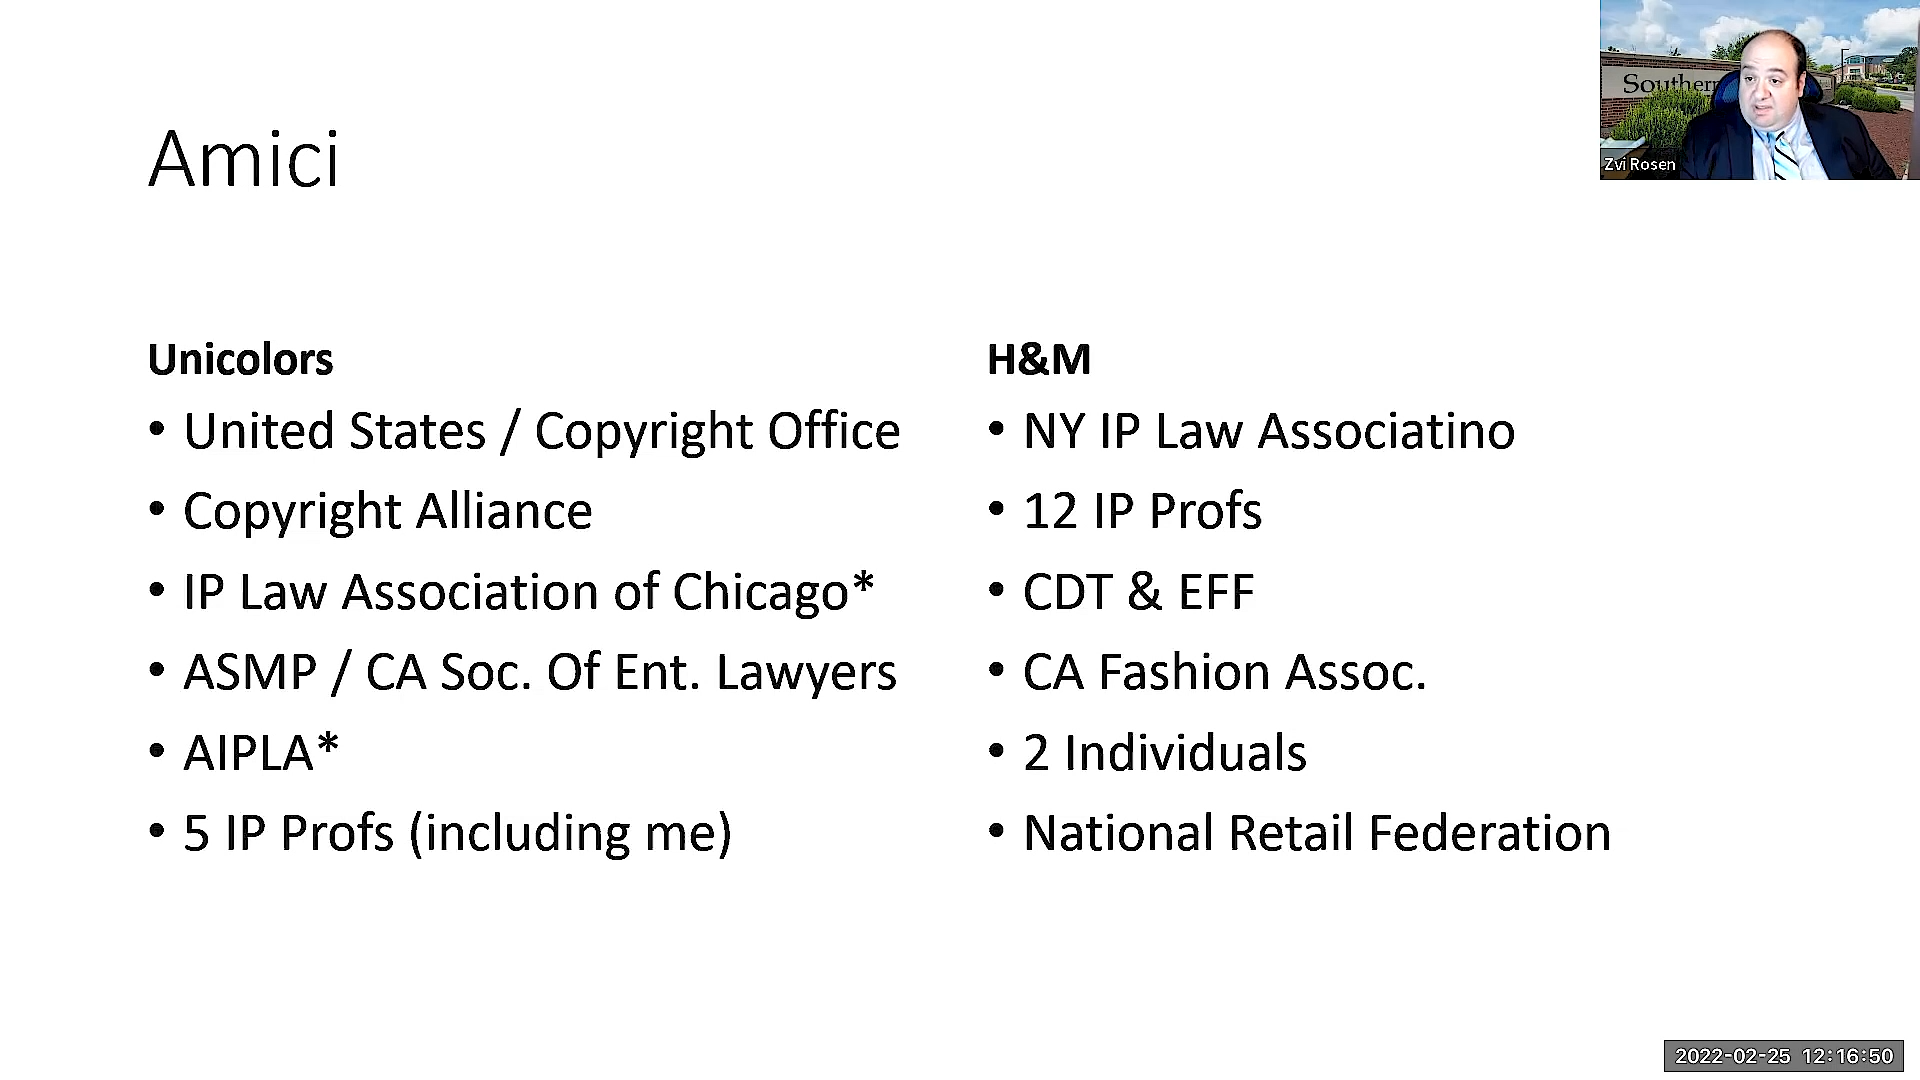 Amici
Southern
Zvi Rosen
Unicolors
• United States / Copyright Office
• Copyright Alliance
• IP Law Association of Chicago*
• ASMP / CA Soc. Of Ent. Lawyers
• AIPLA*
• 5 IP Profs (including me)
H&M
• NY IP Law Associatino
• 12 IP Profs
• CDT & EFF
• CA Fashion Assoc.
• 2 Individuals
• National Retail Federation
2022-02-25 12:16:50